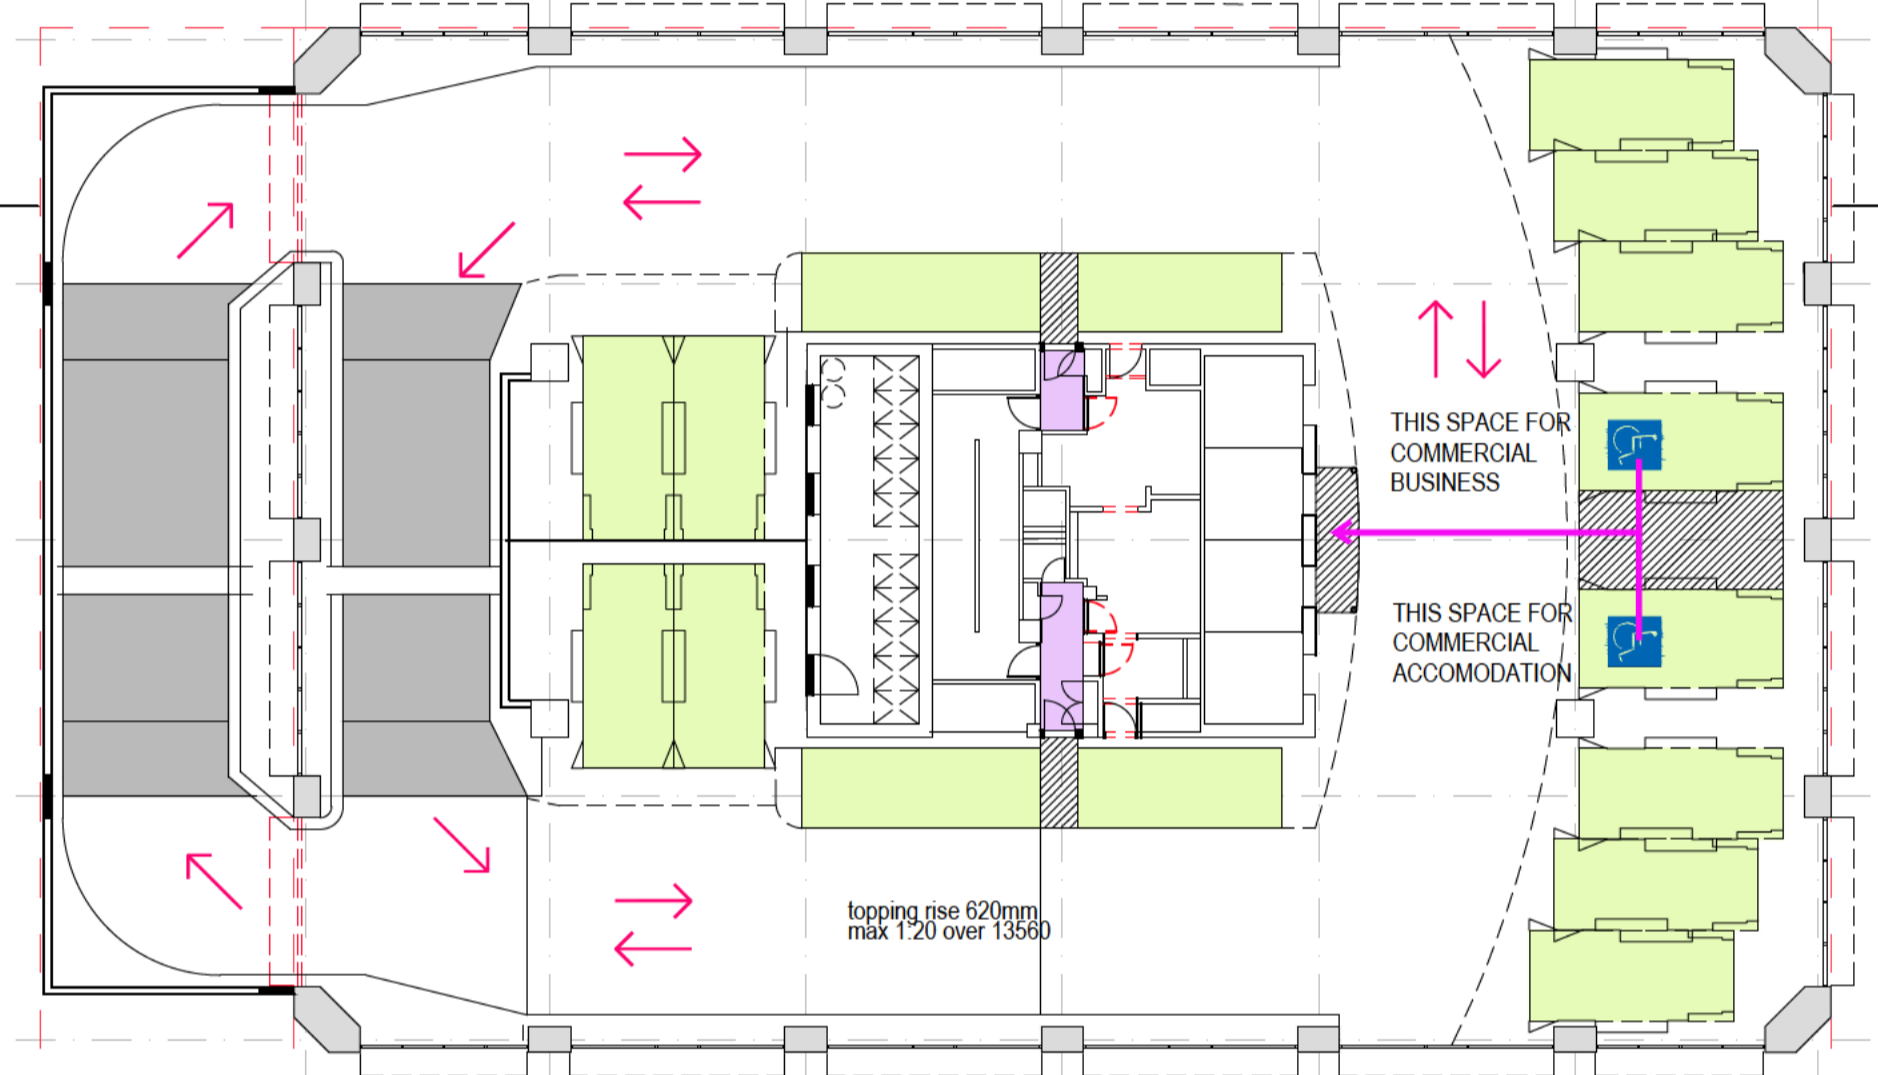 THIS SPACE FOR
COMMERCIAL
BUSINESS
THIS SPACE FOR
COMMERCIAL
ACCOMODATION
topping rise 620mm
max 1:20 over 13560